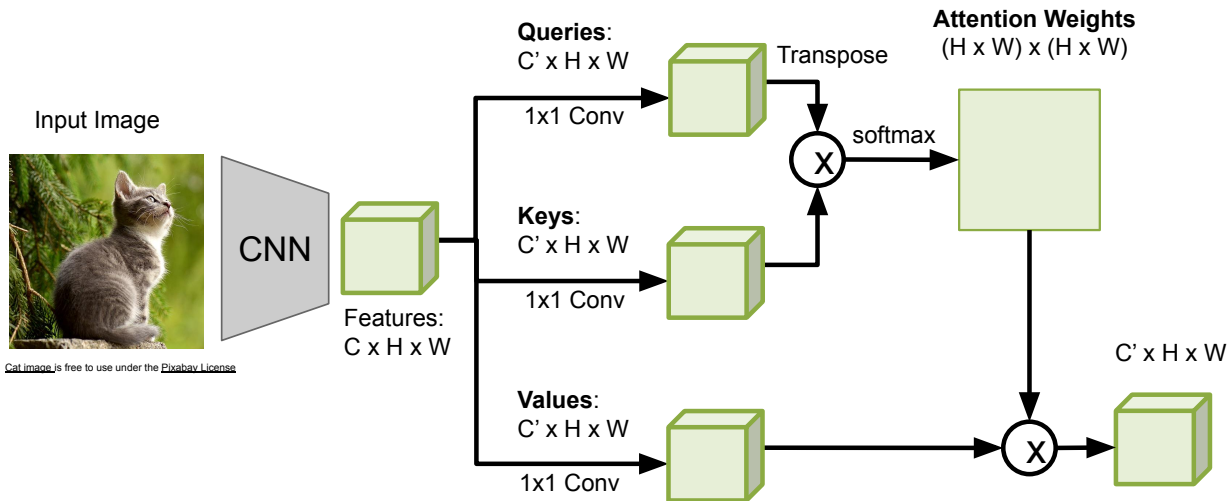 Input Image
Cat image is free to use under the Pixabay License
CNN
Features:
C x H x W
Queries:
C’ x H x W
1x1 Conv
Keys:
C’ x H x W
1x1 Conv
Values:
C’ x H x W
1x1 Conv
Transpose
X
softmax
Attention Weights
(H x W) x (H x W)
X
C’ x H x W